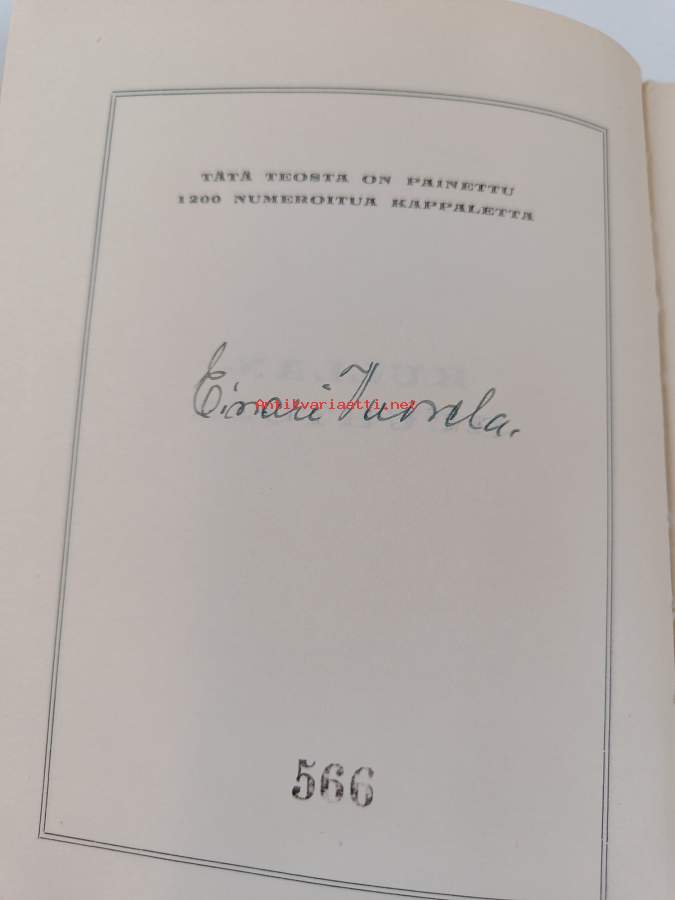 TÄTÄ TEOSTA ON PAINETTU
1200 NUMEROITUA KAPPALETTA
Einari Vuorela.
Antikvariaatti.net
566